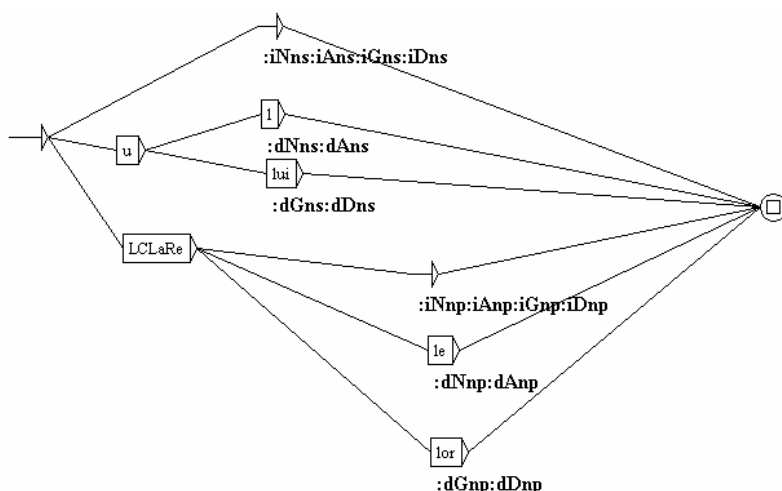 :iNns:iAns:iGns:iDns
l
:dNns:dAns
u
lui
:dGns:dDns
LCLaRe
:iNnp:iAnp:iGnp:iDnp
le
:dNnp:dAnp
lor
:dGnp:dDnp